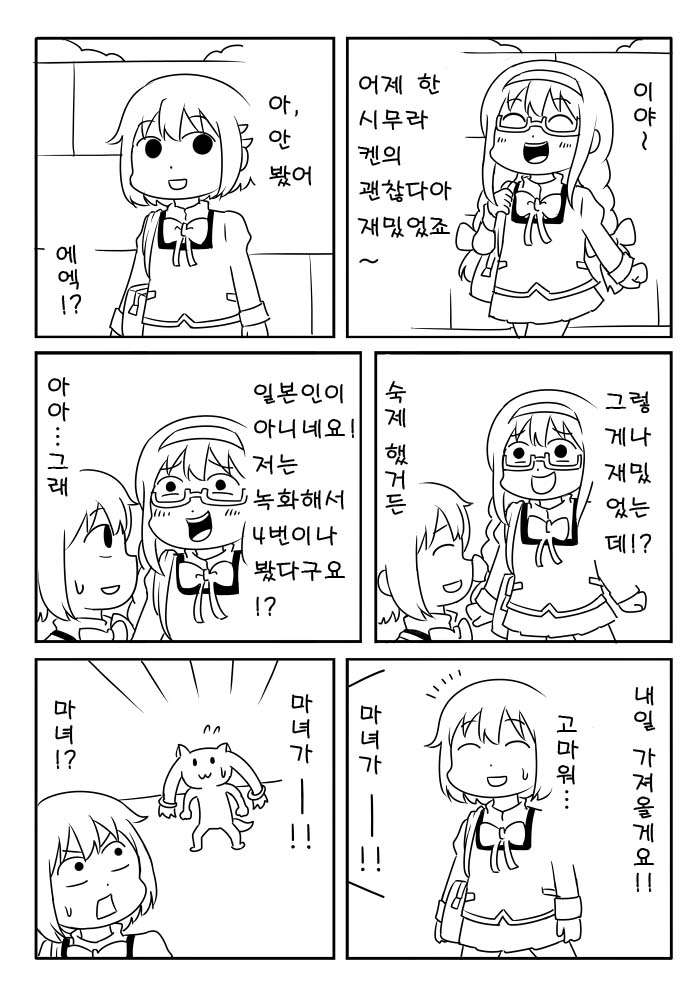 이야~
어제 한
시무라
켄의
괜찮다아
재밌었죠
~
아,
안
봤어
에엑!?
그렇
게나
재밌
었는
데!?
숙제 했거든
일본인이
아니네요!
저는
녹화해서
4번이나
봤다구요
!?
아아…그래
내일 가져올게요!!
고마워…
마녀가ー!!
마녀가ー!!
마녀!?